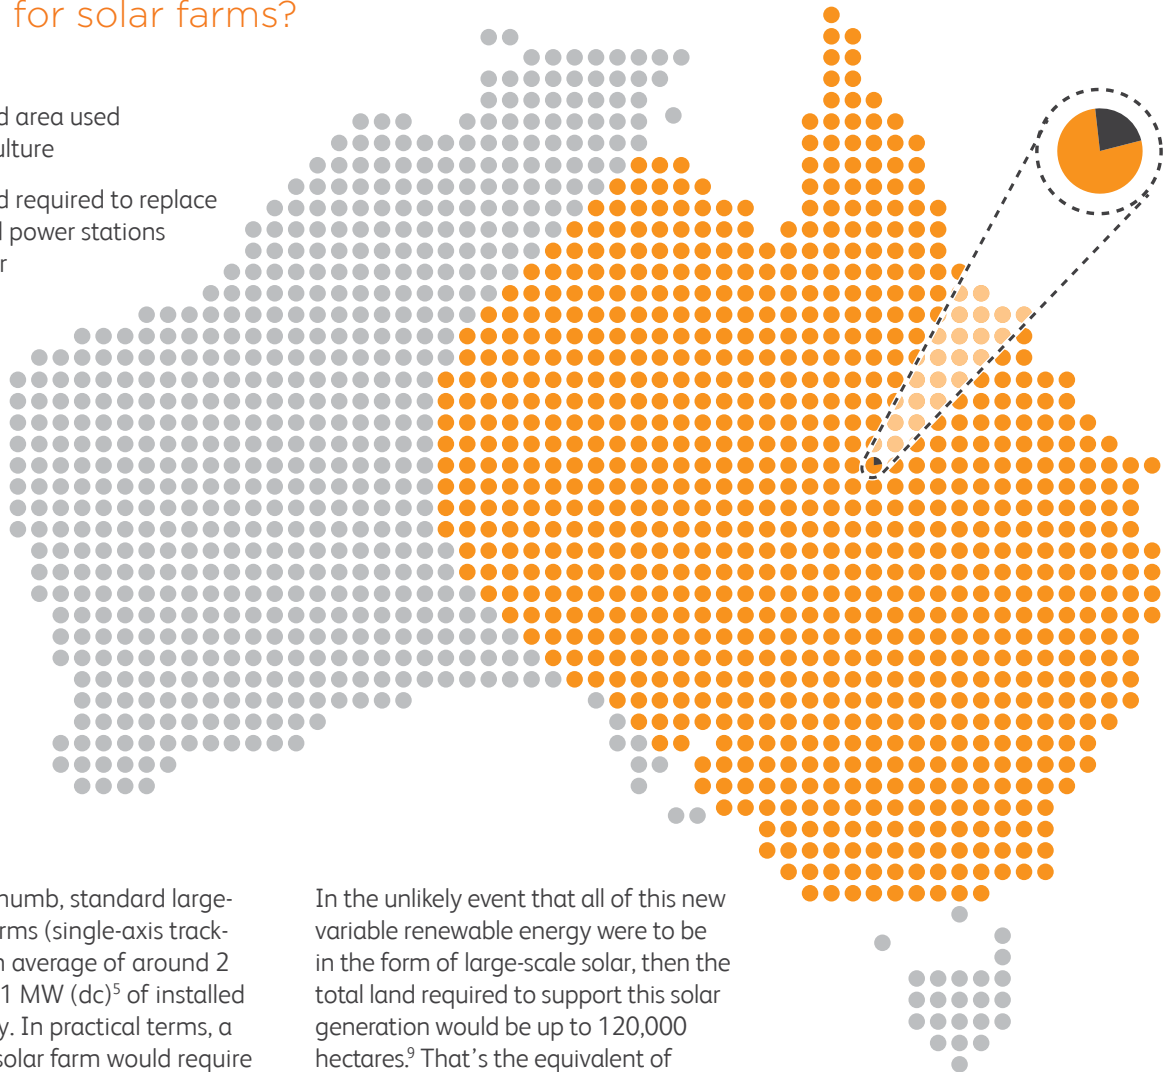 for solar farms?
area used
ulture
required to replace
power stations
In the unlikely event that all of this new
variable renewable energy were to be
in the form of large-scale solar, then the
total land required to support this solar
generation would be up to 120,000
hectares.9 That’s the equivalent of
humb, standard large-
rms (single-axis track-
average of around 2
1 MW (dc)5 of installed
y. In practical terms, a
solar farm would require